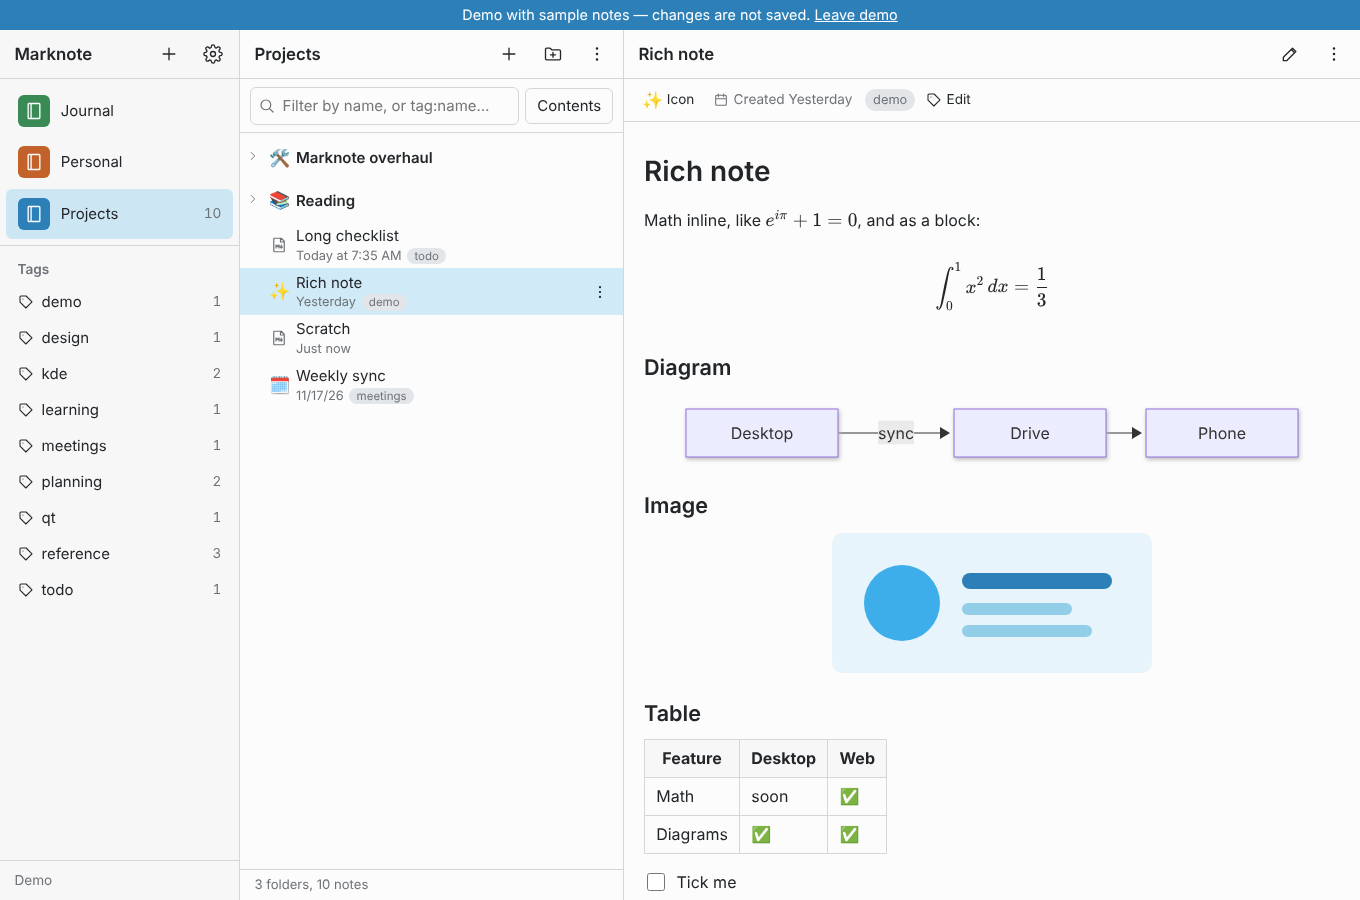 Demo with sample notes — changes are not saved. Leave demo
Marknote
Journal
Personal
Projects 10
Tags
demo 1
design 1
kde 2
learning 1
meetings 1
planning 2
qt 1
reference 3
todo 1
Demo
Projects
Filter by name, or tag:name...
Contents
🛠️ Marknote overhaul
📚 Reading
Long checklist
Today at 7:35 AM todo
✨ Rich note
Yesterday demo
Scratch
Just now
🗓️ Weekly sync
11/17/26 meetings
3 folders, 10 notes
Rich note
✨ Icon Created Yesterday demo Edit
Rich note
Math inline, like e^{iπ} + 1 = 0, and as a block:
∫_0^1 x^2 dx = 1/3
Diagram
Desktop sync Drive Phone
Image
Table
Feature Desktop Web
Math soon ✅
Diagrams ✅ ✅
Tick me